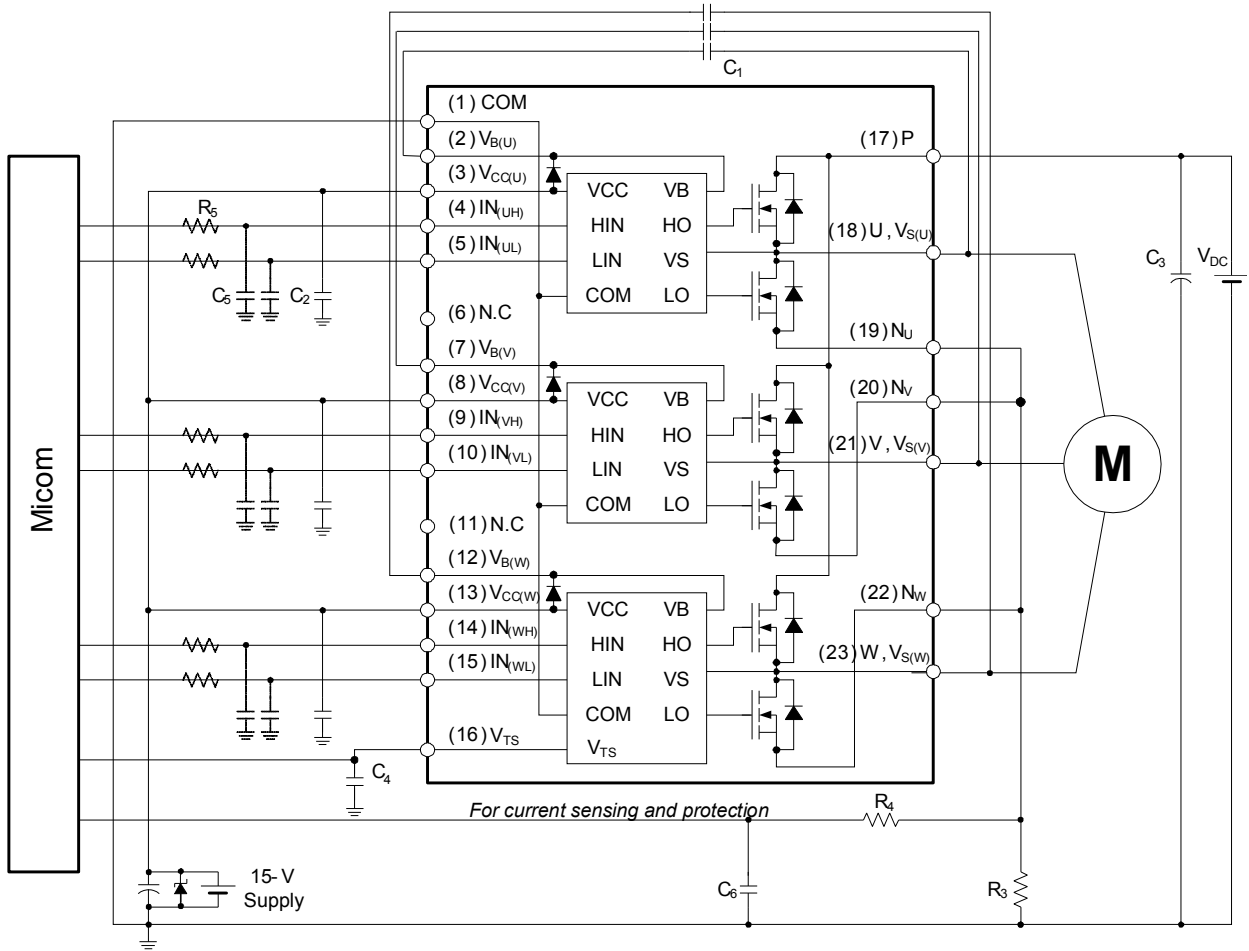 C1
(1) COM
(2) VB(U)
(3) VCC(U)
(4) IN(UH)
(5) IN(UL)
(6) N.C
(7) VB(V)
(8) VCC(V)
(9) IN(VH)
(10) IN(VL)
(11) N.C
(12) VB(W)
(13) VCC(W)
(14) IN(WH)
(15) IN(WL)
(16) VTS
VCC VB
HIN HO
LIN VS
COM LO
VCC VB
HIN HO
LIN VS
COM LO
VCC VB
HIN HO
LIN VS
COM LO
VTS
(17) P
(18) U, VS(U)
(19) NU
(20) NV
(21) V, VS(V)
(22) NW
(23) W, VS(W)
Micom
R5
C5
C2
C4
C3
VDC
M
For current sensing and protection
R4
C6
R3
15-V
Supply